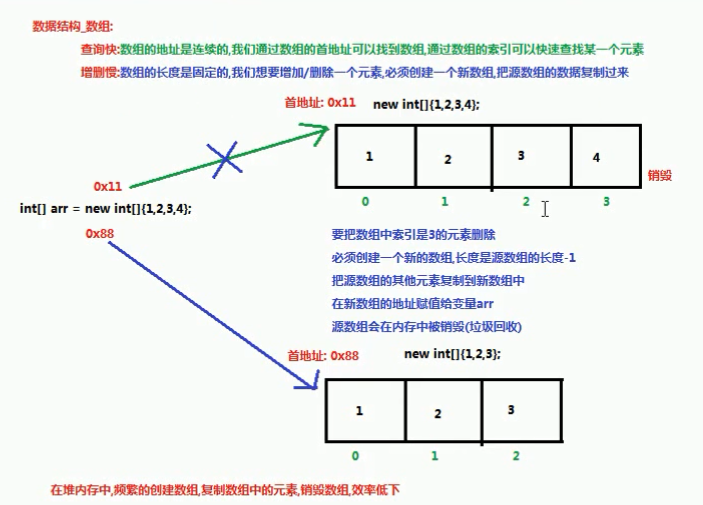 数据结构_数组:
查询快:数组的地址是连续的,我们通过数组的首地址可以找到数组,通过数组的索引可以快速查找某一个元素
增删慢:数组的长度是固定的,我们想要增加/删除一个元素,必须创建一个新数组,把源数组的数据复制过来
首地址: 0x11 new int[]{1,2,3,4};
1 2 3 4
销毁
0 1 2 3
0x11
int[] arr = new int[]{1,2,3,4};
0x88
要把数组中索引是3的元素删除
必须创建一个新的数组,长度是源数组的长度-1
把源数组的其他元素复制到新数组中
在新数组的地址赋值给变量arr
源数组会在内存中被销毁(垃圾回收)
首地址: 0x88 new int[]{1,2,3};
1 2 3
0 1 2
在堆内存中,频繁的创建数组,复制数组中的元素,销毁数组,效率低下